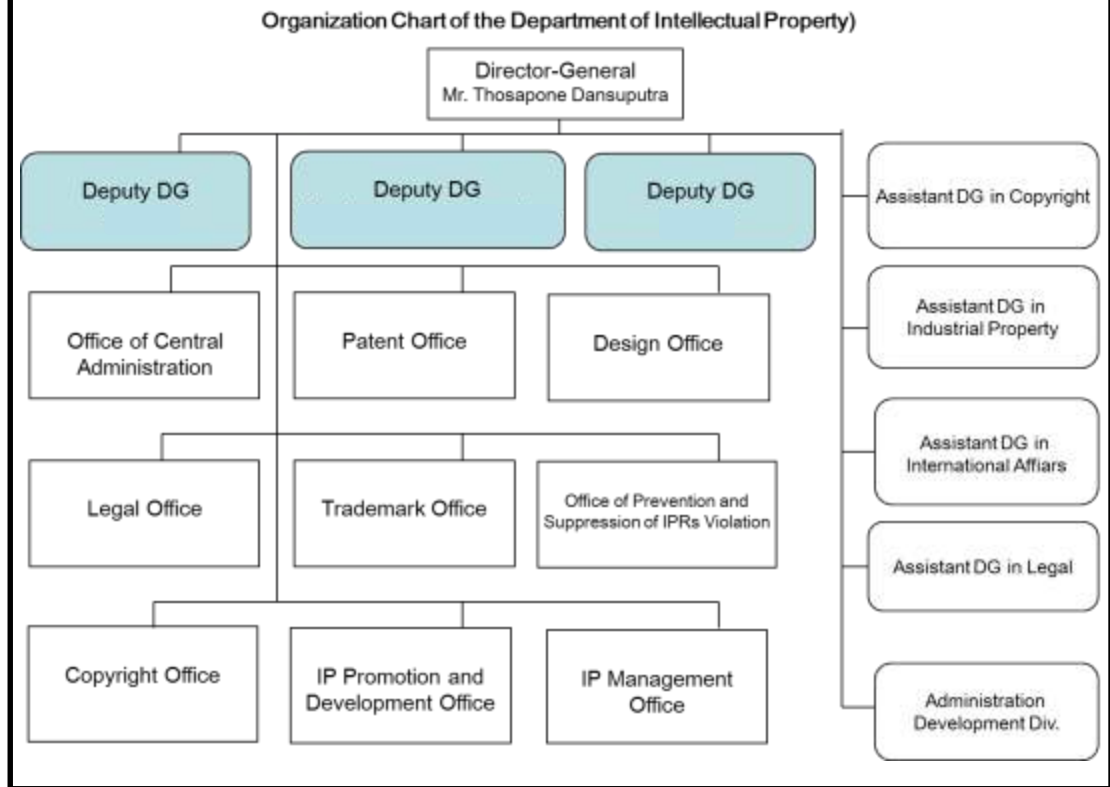 Organization Chart of the Department of Intellectual Property)
Director-General
Mr. Thosapone Dansuputra
Deputy DG
Deputy DG
Deputy DG
Assistant DG in Copyright
Assistant DG in
Industrial Property
Assistant DG in
International Affiars
Assistant DG in Legal
Administration
Development Div.
Office of Central
Administration
Patent Office
Design Office
Legal Office
Trademark Office
Office of Prevention and
Suppression of IPRs Violation
Copyright Office
IP Promotion and
Development Office
IP Management
Office